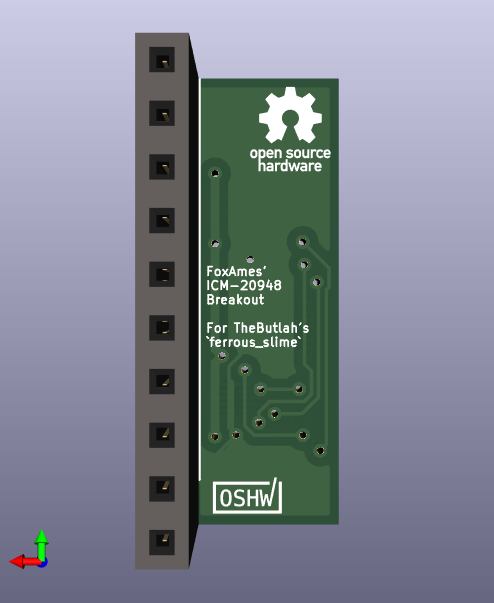 open source
hardware
FoxAmes'
ICM-20948
Breakout
For TheButlah's
`ferrous_slime`
OSHW